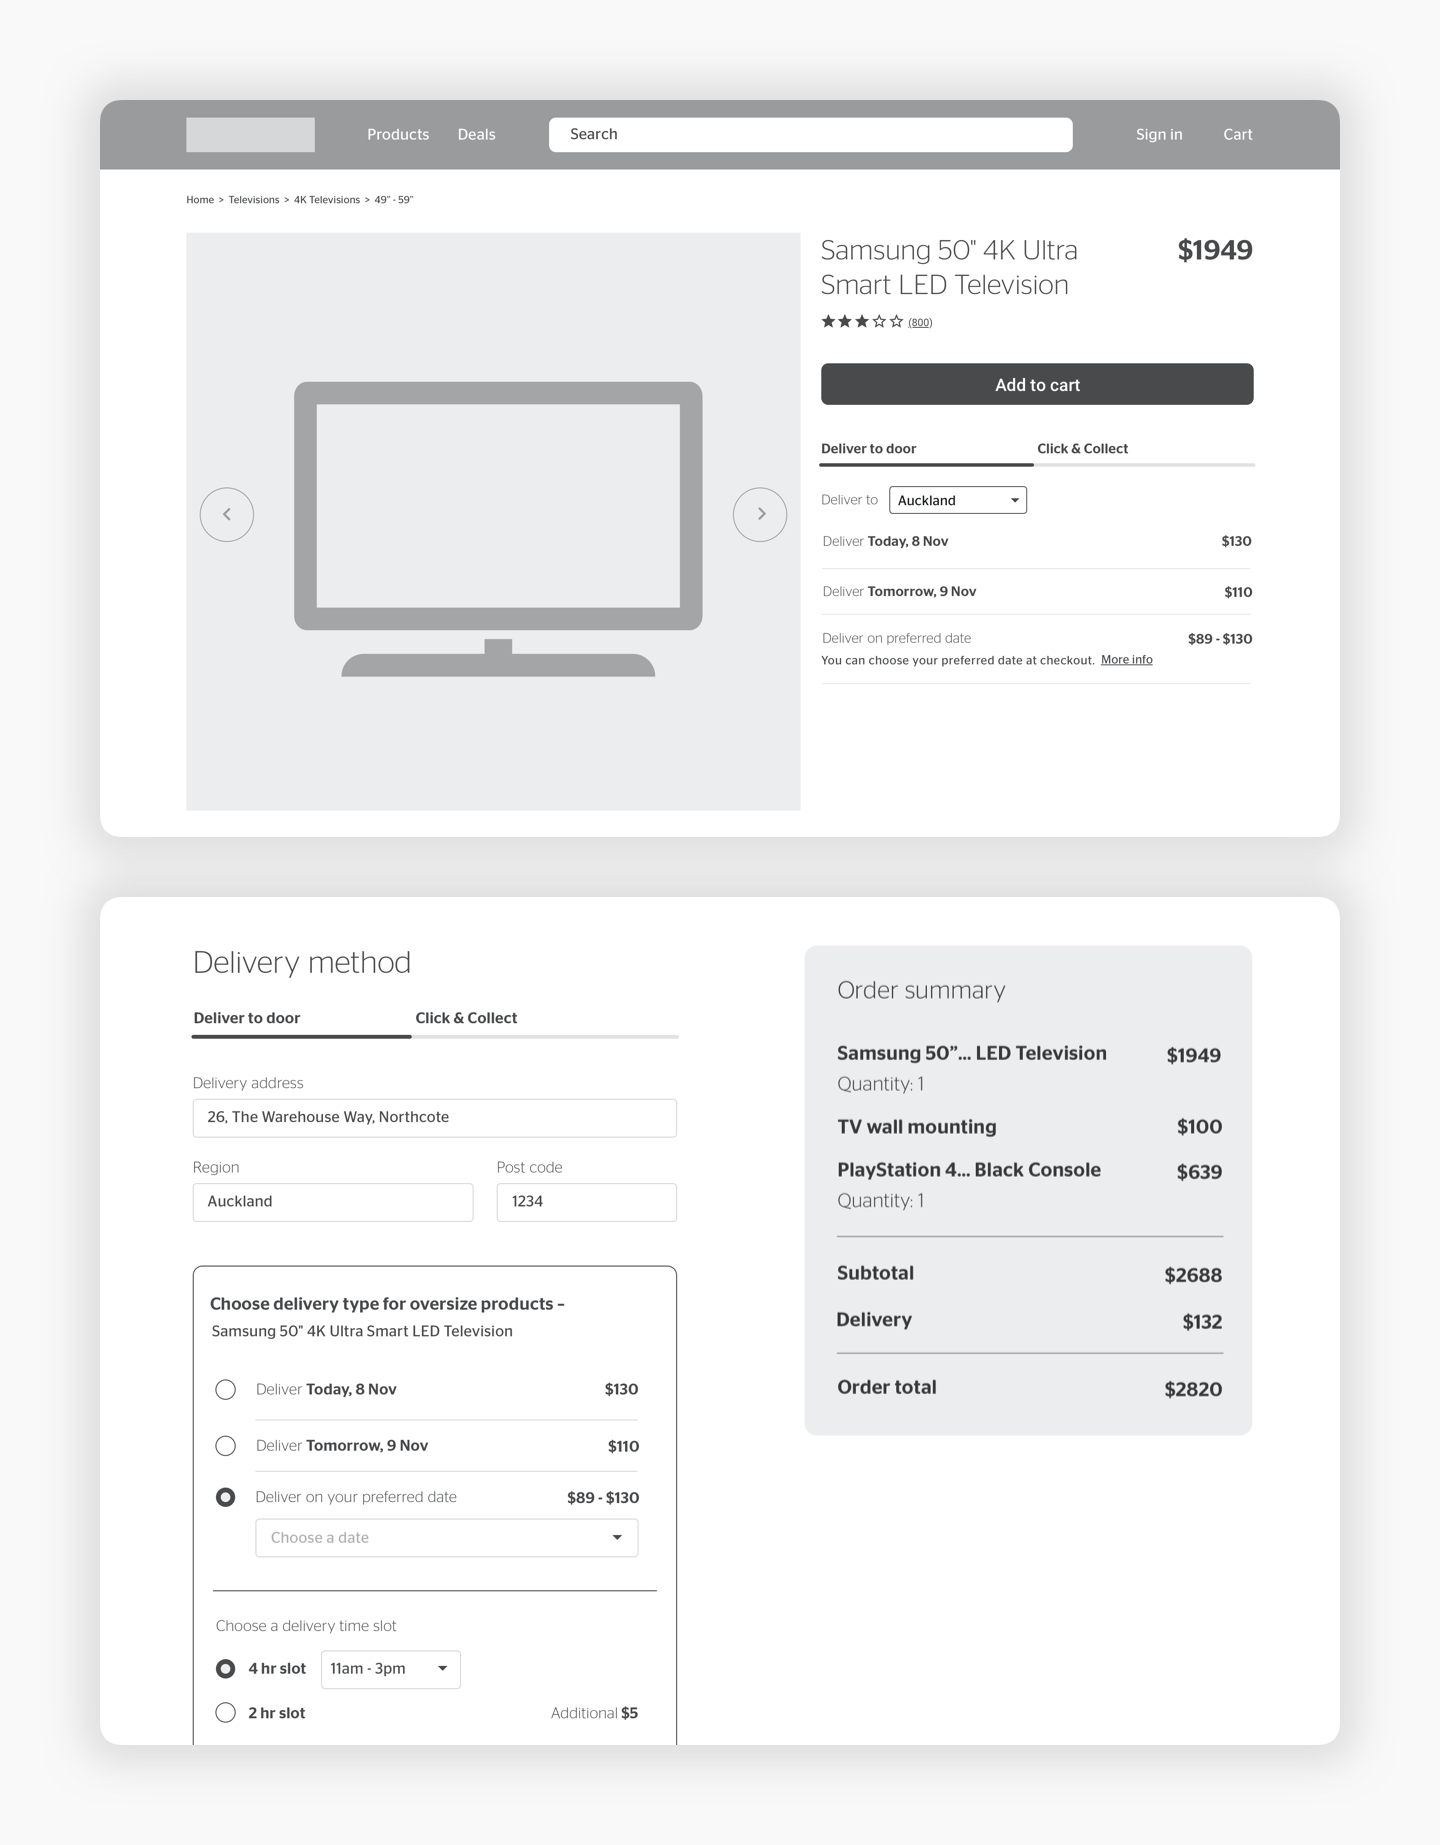 Products Deals Search Sign in Cart
Home > Televisions > 4K Televisions > 49" - 59"
Samsung 50" 4K Ultra
Smart LED Television
$1949
(800)
Add to cart
Deliver to door Click & Collect
Deliver to Auckland
Deliver Today, 8 Nov $130
Deliver Tomorrow, 9 Nov $110
Deliver on preferred date $89 - $130
You can choose your preferred date at checkout. More info
Delivery method
Deliver to door Click & Collect
Delivery address
26, The Warehouse Way, Northcote
Region Post code
Auckland 1234
Choose delivery type for oversize products –
Samsung 50" 4K Ultra Smart LED Television
Deliver Today, 8 Nov $130
Deliver Tomorrow, 9 Nov $110
Deliver on your preferred date $89 - $130
Choose a date
Choose a delivery time slot
4 hr slot 11am - 3pm
2 hr slot Additional $5
Order summary
Samsung 50”... LED Television $1949
Quantity: 1
TV wall mounting $100
PlayStation 4... Black Console $639
Quantity: 1
Subtotal $2688
Delivery $132
Order total $2820